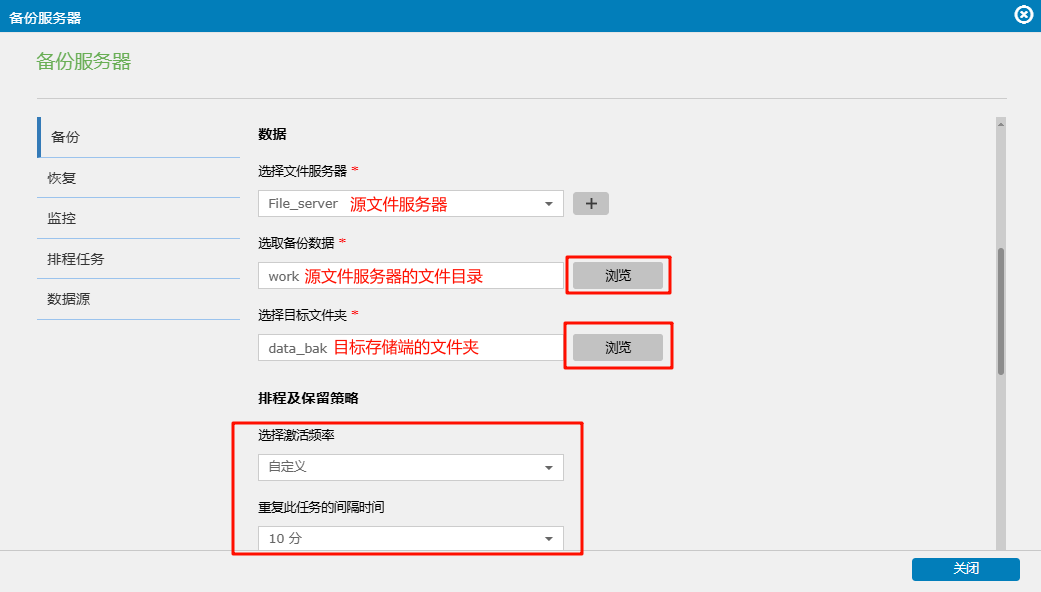 备份服务器
备份服务器
备份
恢复
监控
排程任务
数据源
数据
选择文件服务器 *
File_server 源文件服务器
+
选取备份数据 *
work 源文件服务器的文件目录
浏览
选择目标文件夹 *
data_bak 目标存储端的文件夹
浏览
排程及保留策略
选择激活频率
自定义
重复此任务的间隔时间
10 分
关闭